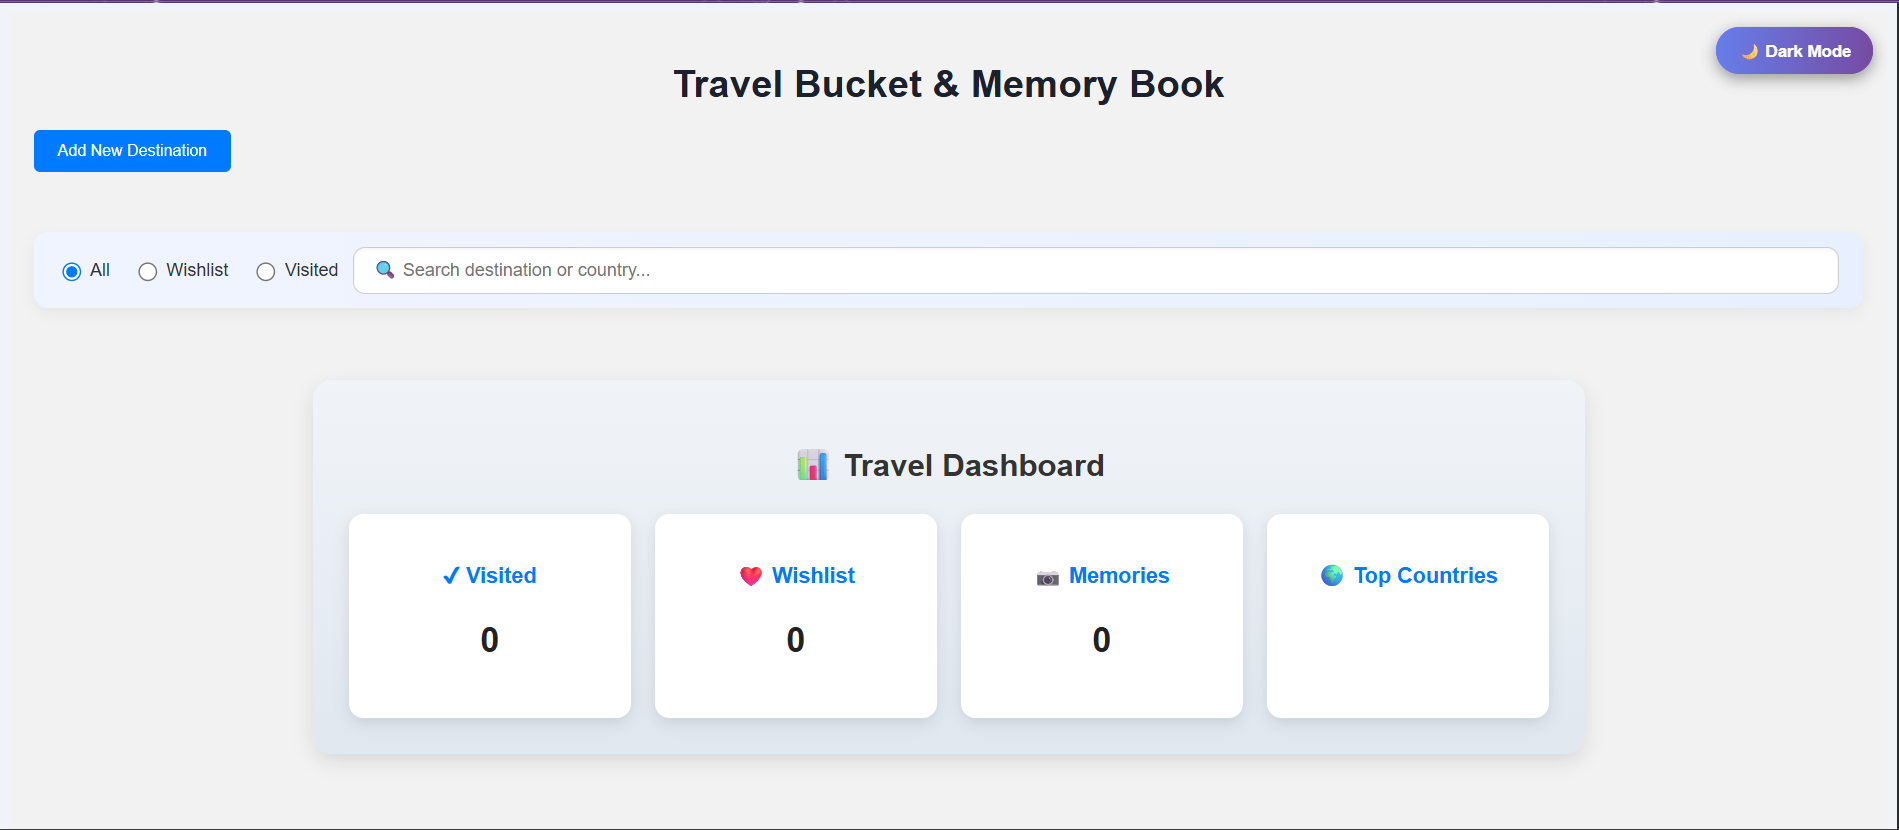 🌙 Dark Mode
Travel Bucket & Memory Book
Add New Destination
All Wishlist Visited 🔍 Search destination or country...
📊 Travel Dashboard
✔ Visited ❤️ Wishlist 📷 Memories 🌍 Top Countries
0 0 0